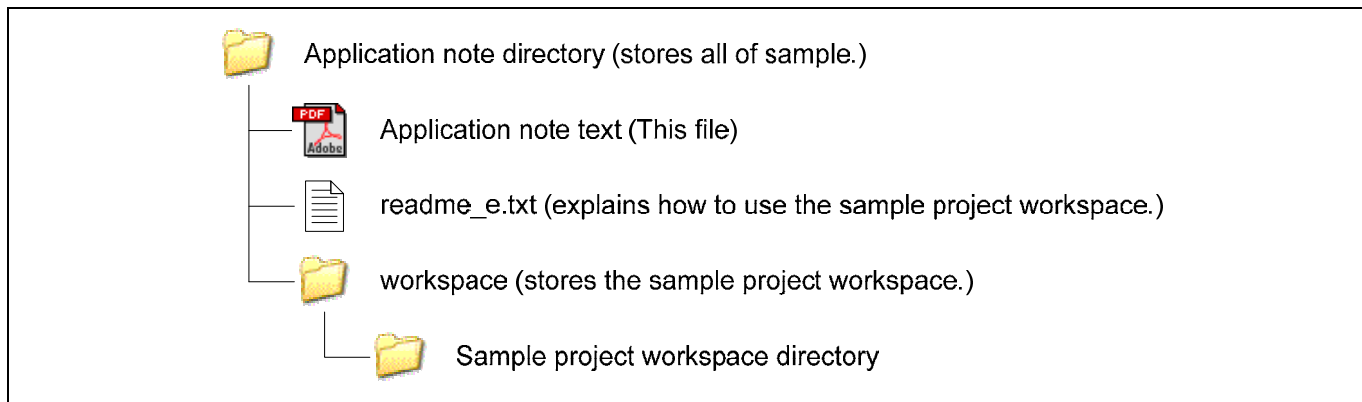 Application note directory (stores all of sample.)
PDF
Adobe
Application note text (This file)
readme_e.txt (explains how to use the sample project workspace.)
workspace (stores the sample project workspace.)
Sample project workspace directory